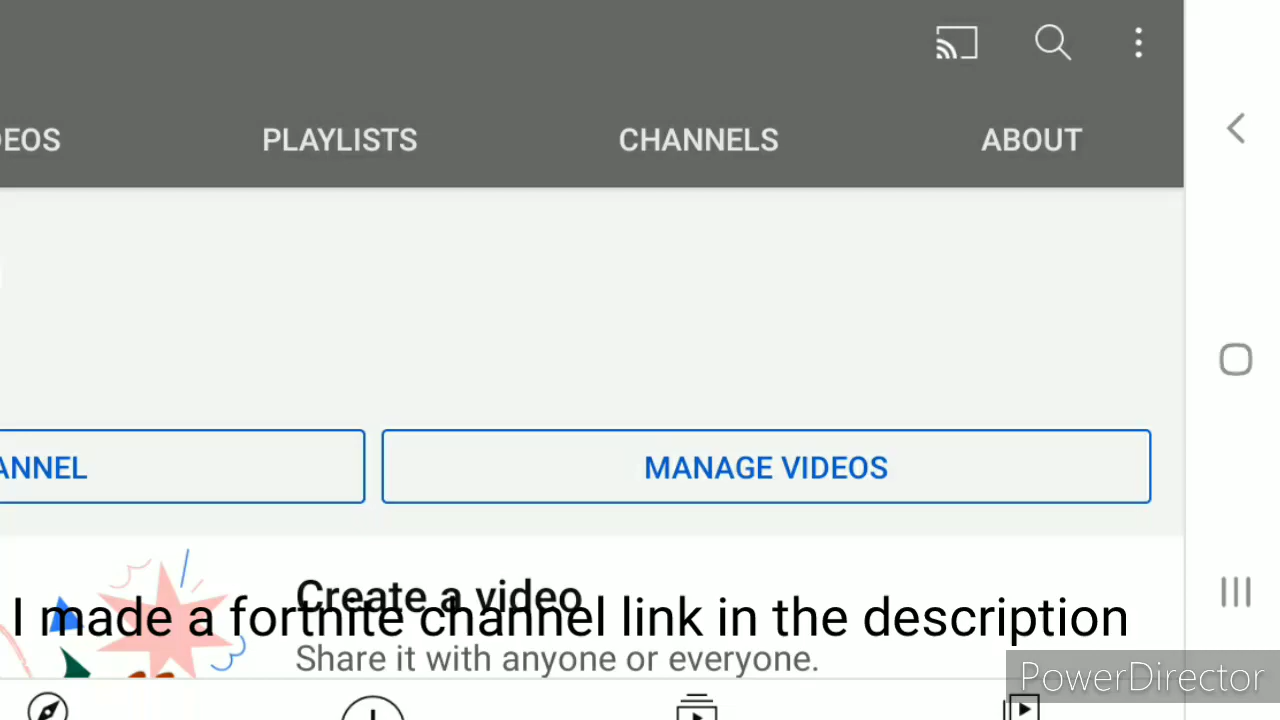 DEOS PLAYLISTS CHANNELS ABOUT
ANNEL MANAGE VIDEOS
Create a video
I made a fortnite channel link in the description
Share it with anyone or everyone.
PowerDirector